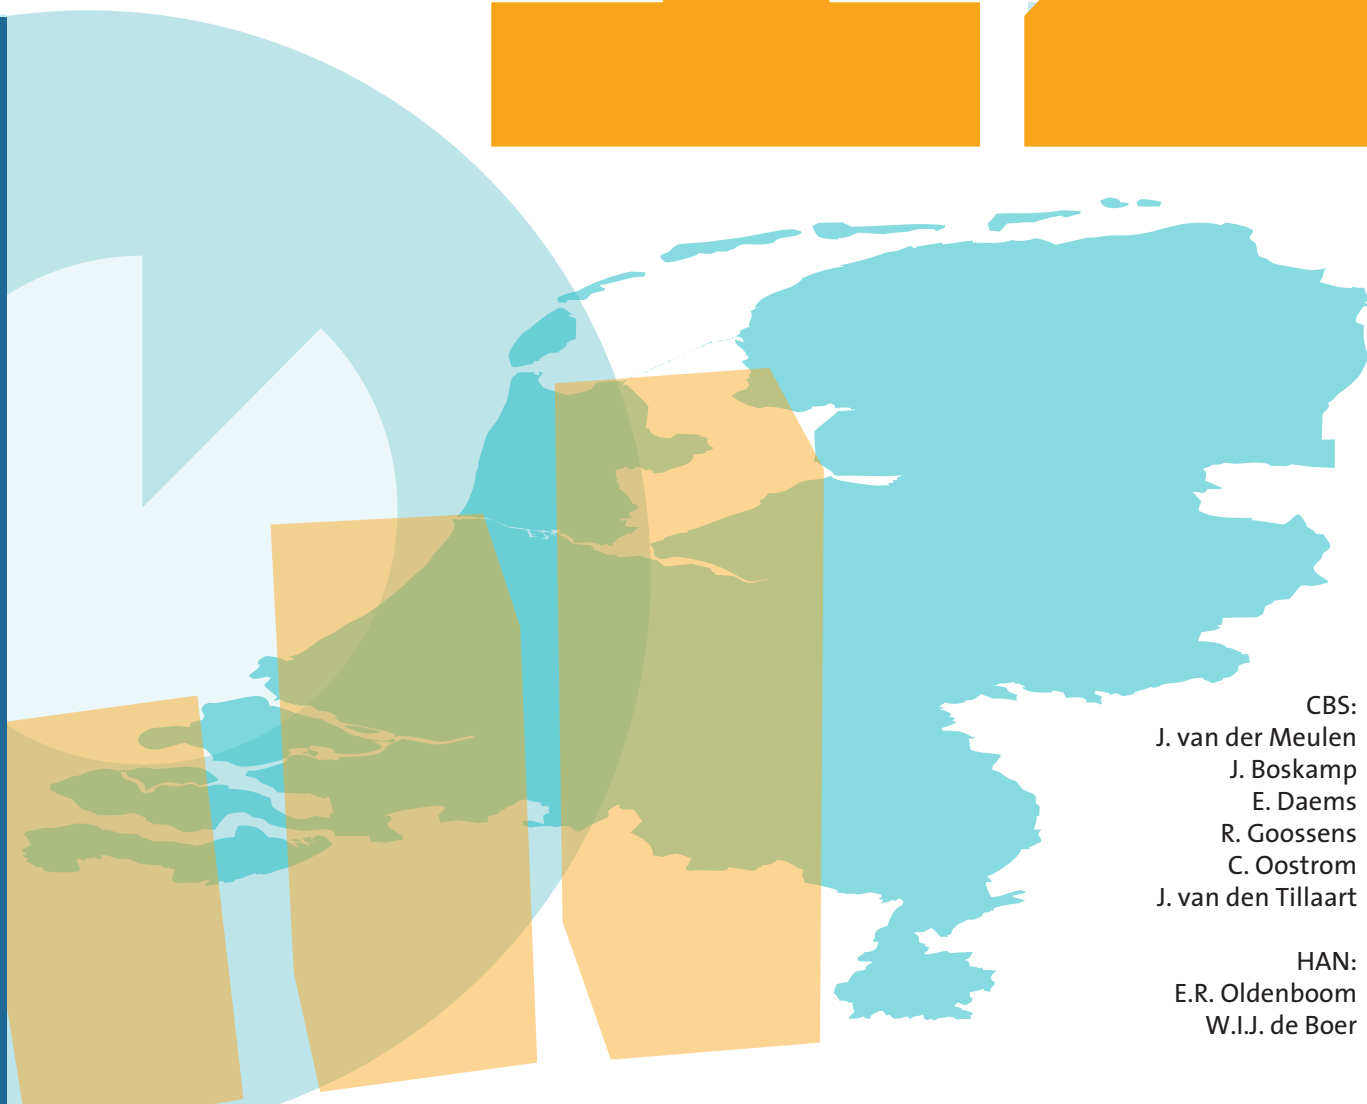 CBS:
J. van der Meulen
J. Boskamp
E. Daems
R. Goossens
C. Oostrom
J. van den Tillaart
HAN:
E.R. Oldenboom
W.I.J. de Boer